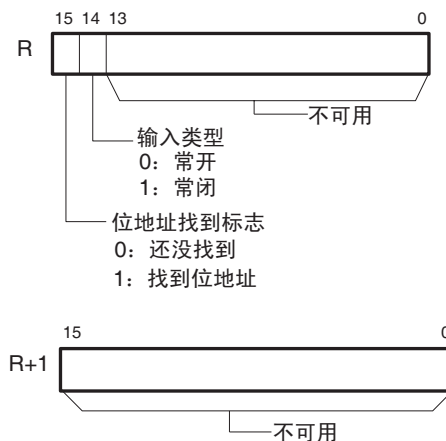 15 14 13 0
R
不可用
输入类型
0：常开
1：常闭
位地址找到标志
0：还没找到
1：找到位地址
15 0
R+1
不可用